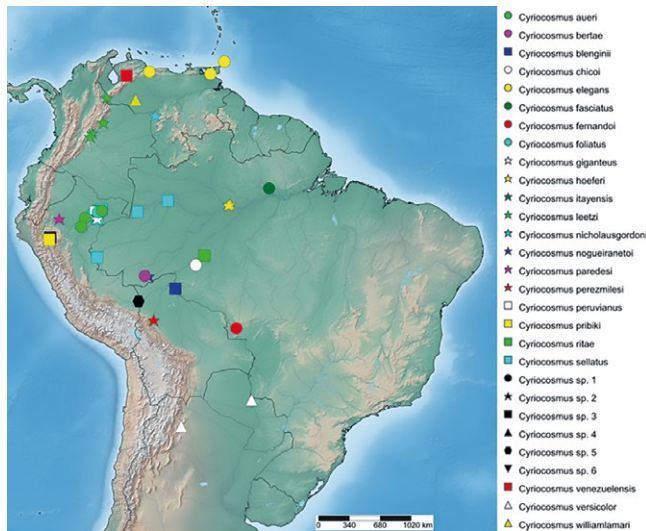 Cyriocosmus aueri
Cyriocosmus bertae
Cyriocosmus blenginii
Cyriocosmus chicoi
Cyriocosmus elegans
Cyriocosmus fasciatus
Cyriocosmus fernandoi
Cyriocosmus foliatus
Cyriocosmus giganteus
Cyriocosmus hoeferi
Cyriocosmus itayensis
Cyriocosmus leetzi
Cyriocosmus nicholausgordoni
Cyriocosmus nogueiranetoi
Cyriocosmus paredesi
Cyriocosmus perezmilesi
Cyriocosmus peruvianus
Cyriocosmus pribiki
Cyriocosmus ritae
Cyriocosmus sellatus
Cyriocosmus sp. 1
Cyriocosmus sp. 2
Cyriocosmus sp. 3
Cyriocosmus sp. 4
Cyriocosmus sp. 5
Cyriocosmus sp. 6
Cyriocosmus venezuelensis
Cyriocosmus versicolor
Cyriocosmus williamlamari
0 340 680 1020 km